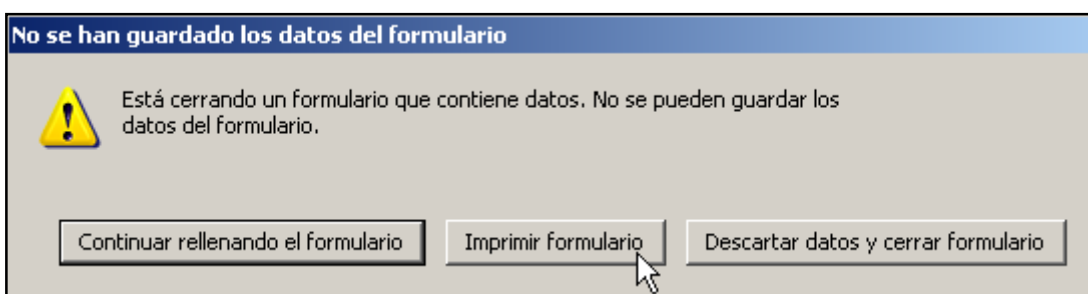 No se han guardado los datos del formulario
Está cerrando un formulario que contiene datos. No se pueden guardar los
datos del formulario.
Continuar rellenando el formulario
Imprimir formulario
Descartar datos y cerrar formulario